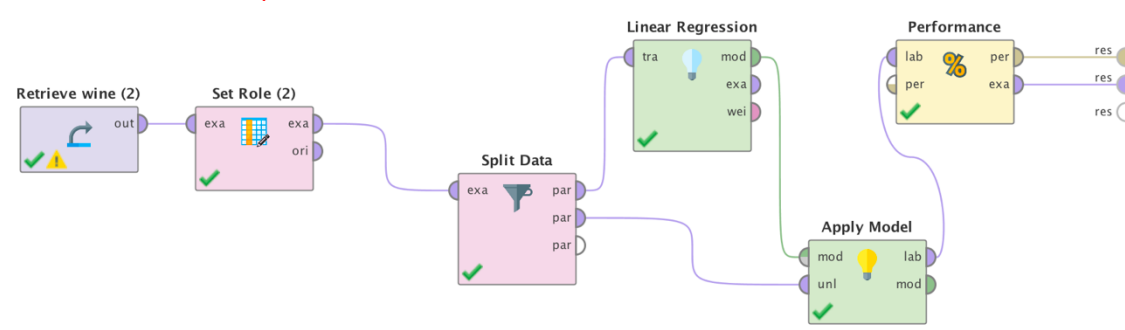 Retrieve wine (2)
out
Set Role (2)
exa exa
ori
Split Data
exa par
par
par
Linear Regression
tra mod
exa
wei
Apply Model
mod lab
unl mod
Performance
lab % per
per exa
res
res
res